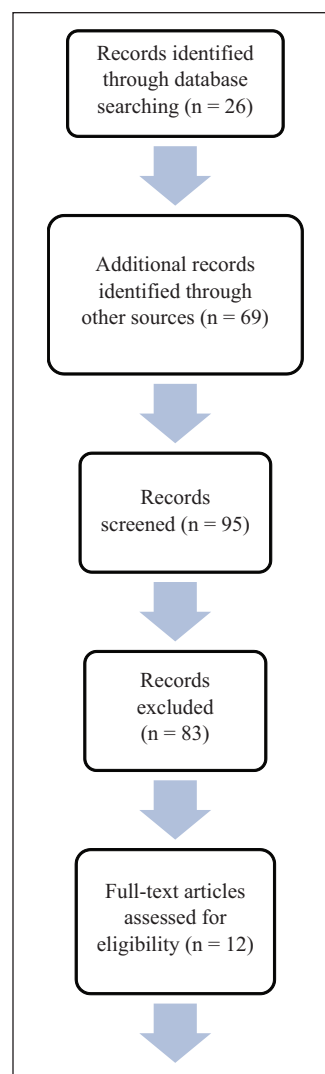 Records identified
through database
searching (n = 26)
Additional records
identified through
other sources (n = 69)
Records
screened (n = 95)
Records
excluded
(n = 83)
Full-text articles
assessed for
eligibility (n = 12)